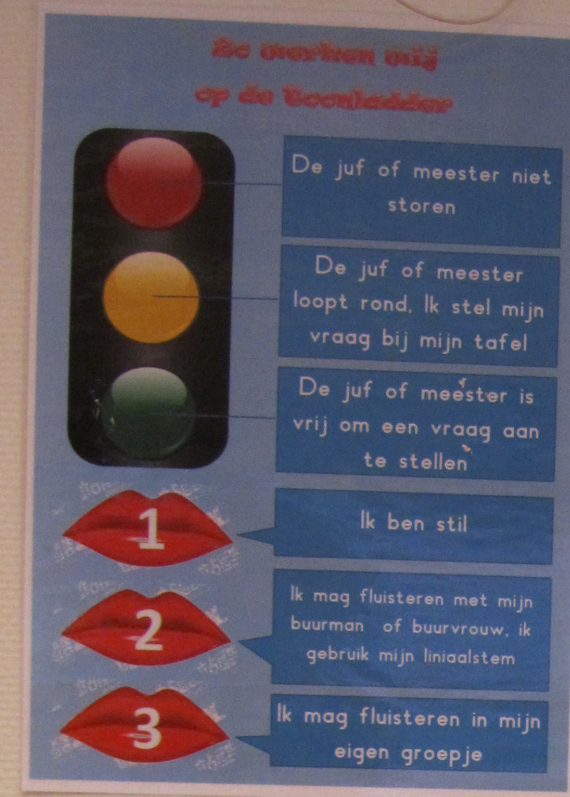 Zo werken wij
op de Boomladder
De juf of meester niet
storen
De juf of meester
loopt rond. Ik stel mijn
vraag bij mijn tafel
De juf of meester is
vrij om een vraag aan
te stellen
1
Ik ben stil
2
Ik mag fluisteren met mijn
buurman of buurvrouw, ik
gebruik mijn liniaalstem
3
Ik mag fluisteren in mijn
eigen groepje